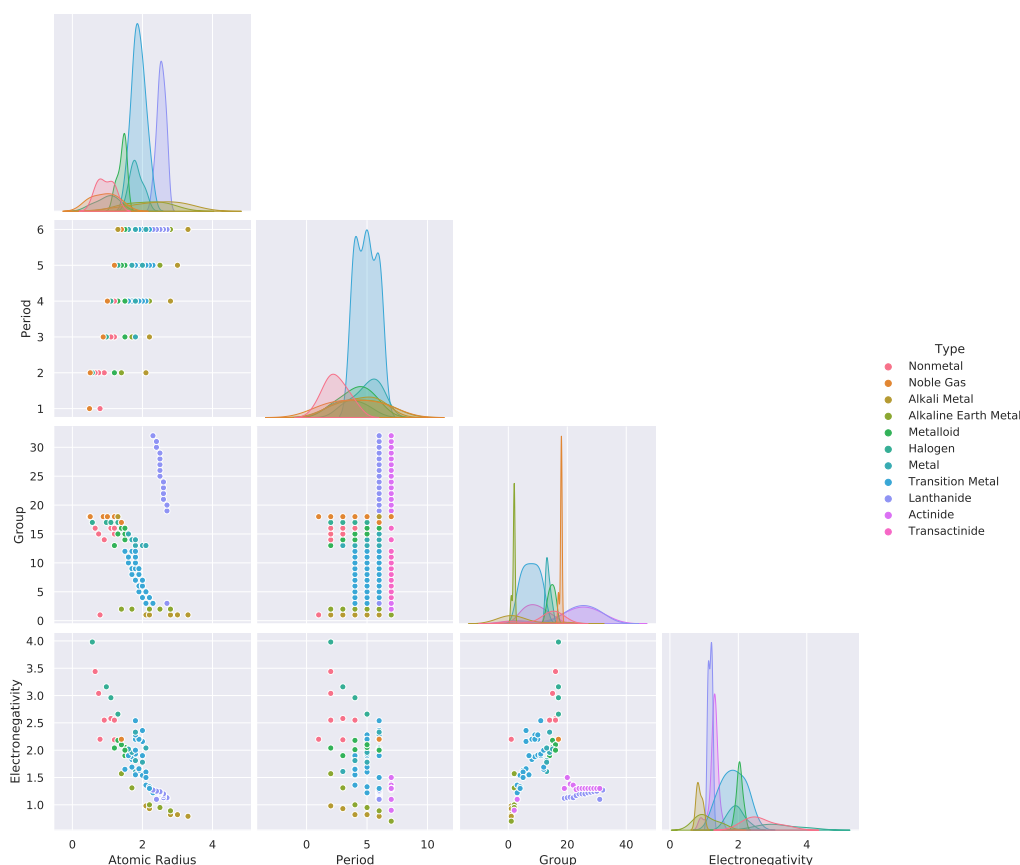 6
5
4
3
2
1
Period
30
25
20
15
10
5
0
Group
4.0
3.5
3.0
2.5
2.0
1.5
1.0
Electronegativity
0 2 4
Atomic Radius
0 5 10
Period
0 20 40
Group
0 2 4
Electronegativity
Type
Nonmetal
Noble Gas
Alkali Metal
Alkaline Earth Metal
Metalloid
Halogen
Metal
Transition Metal
Lanthanide
Actinide
Transactinide